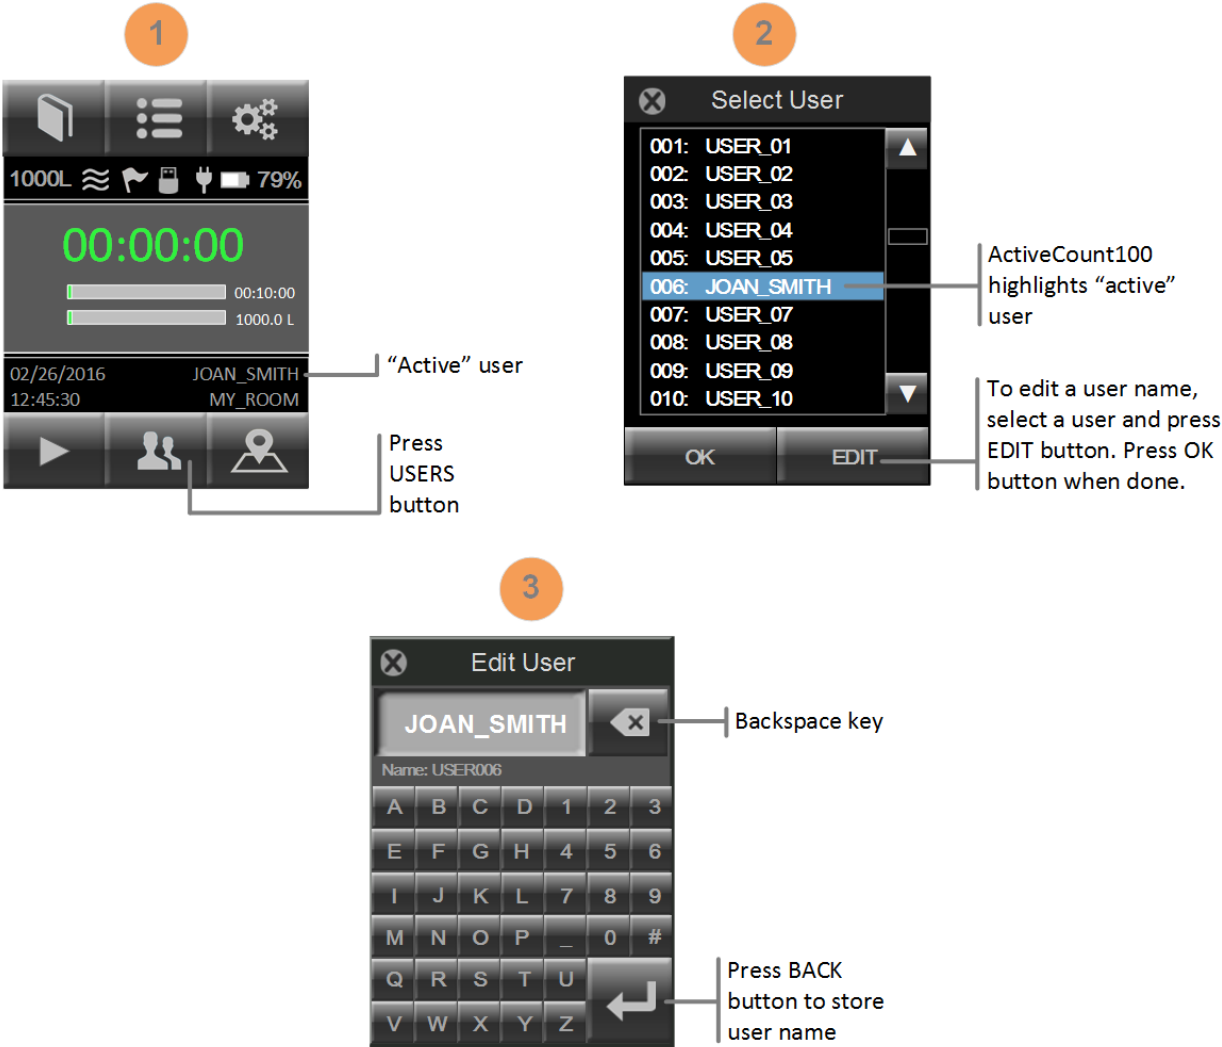 1
1000L 79%
00:00:00
00:10:00
1000.0 L
02/26/2016 JOAN_SMITH
12:45:30 MY_ROOM
“Active” user
Press
USERS
button
2
Select User
001: USER_01
002: USER_02
003: USER_03
004: USER_04
005: USER_05
006: JOAN_SMITH
007: USER_07
008: USER_08
009: USER_09
010: USER_10
OK EDIT
ActiveCount100
highlights “active”
user
To edit a user name,
select a user and press
EDIT button. Press OK
button when done.
3
Edit User
JOAN_SMITH
Name: USER006
A B C D 1 2 3
E F G H 4 5 6
I J K L 7 8 9
M N O P _ 0 #
Q R S T U
V W X Y Z
Backspace key
Press BACK
button to store
user name